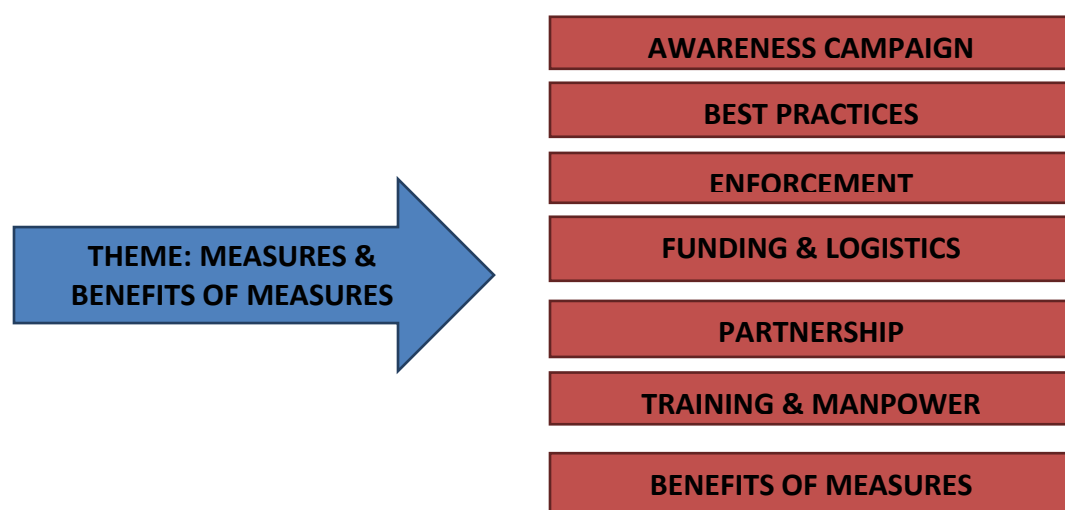 AWARENESS CAMPAIGN
BEST PRACTICES
ENFORCEMENT
THEME: MEASURES &
BENEFITS OF MEASURES
FUNDING & LOGISTICS
PARTNERSHIP
TRAINING & MANPOWER
BENEFITS OF MEASURES